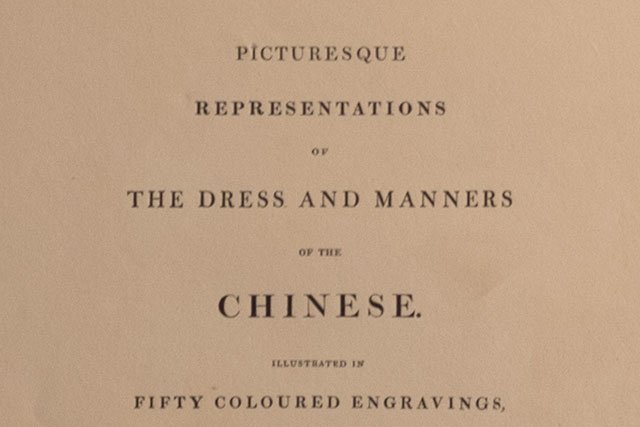 PICTURESQUE
REPRESENTATIONS
OF
THE DRESS AND MANNERS
OF THE
CHINESE.
ILLUSTRATED IN
FIFTY COLOURED ENGRAVINGS,